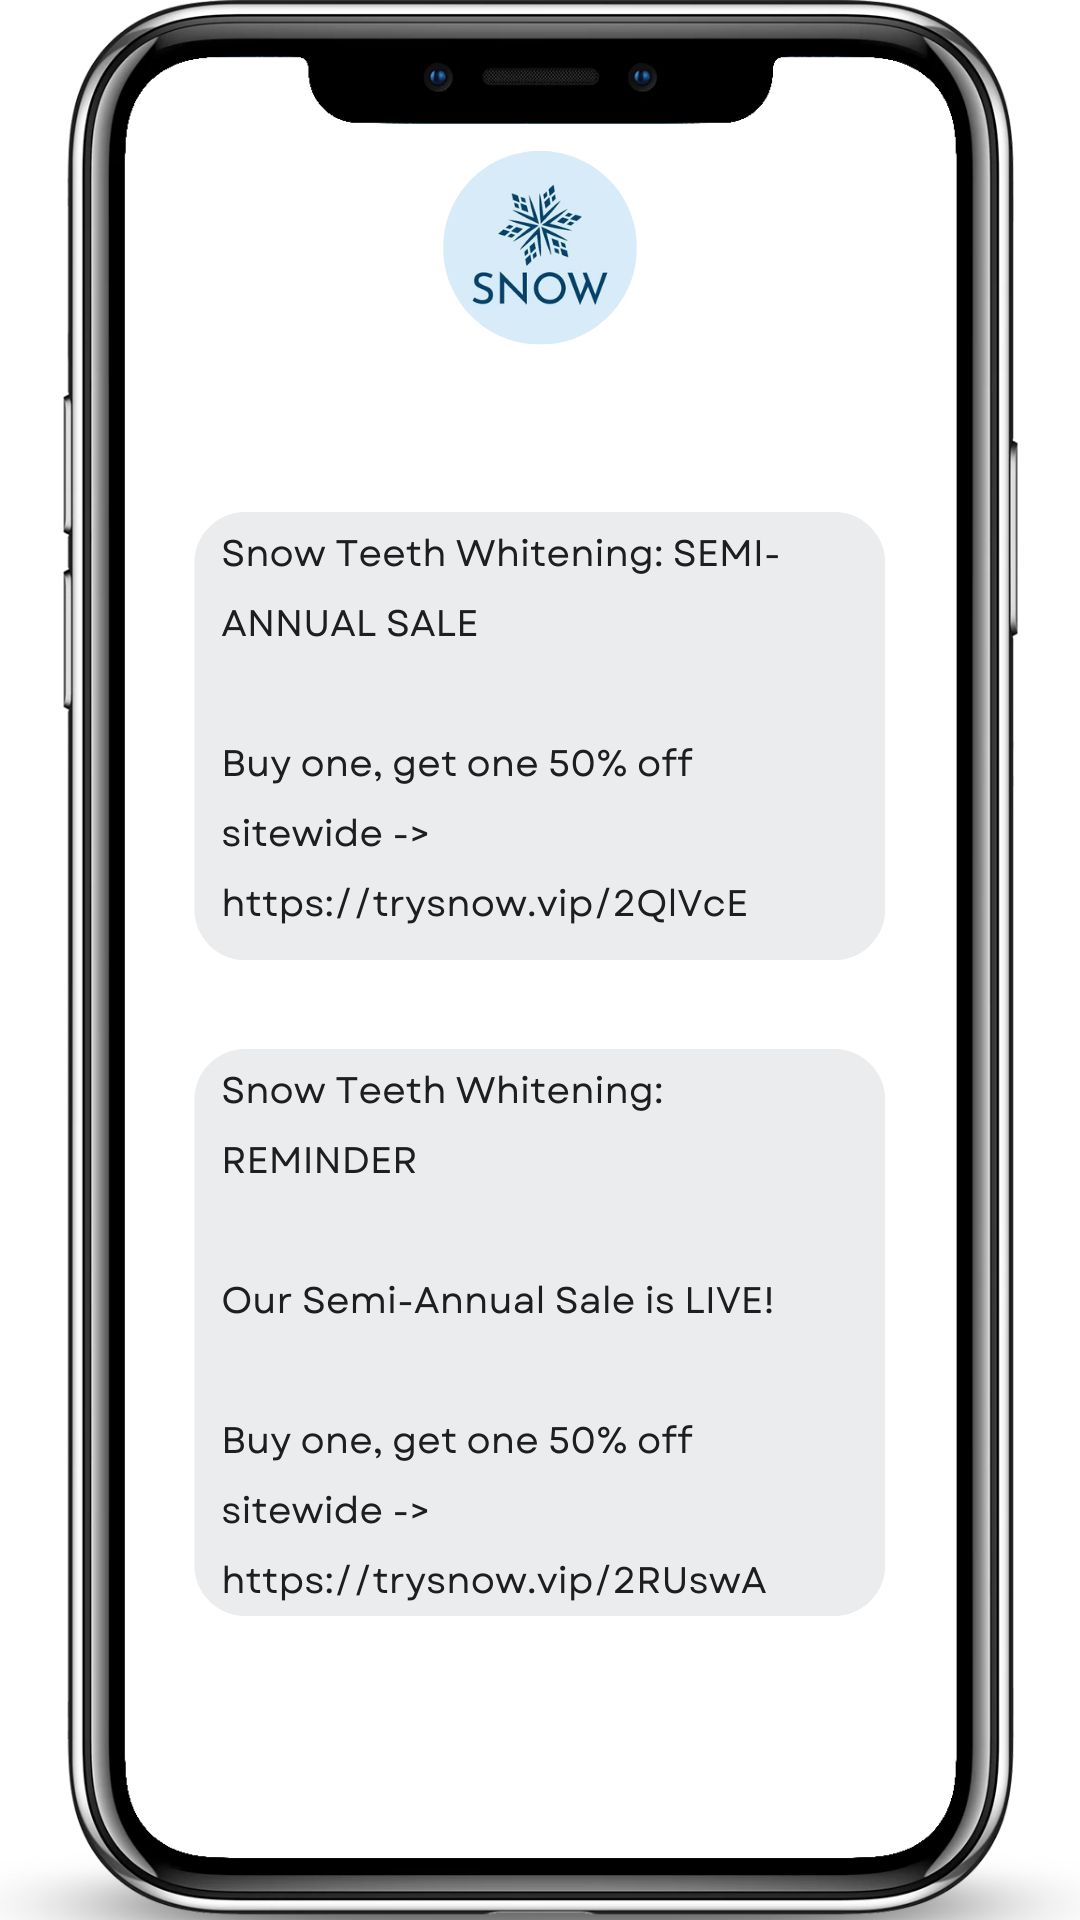 SNOW
Snow Teeth Whitening: SEMI-
ANNUAL SALE
Buy one, get one 50% off
sitewide ->
https://trysnow.vip/2QlVcE
Snow Teeth Whitening:
REMINDER
Our Semi-Annual Sale is LIVE!
Buy one, get one 50% off
sitewide ->
https://trysnow.vip/2RUswA